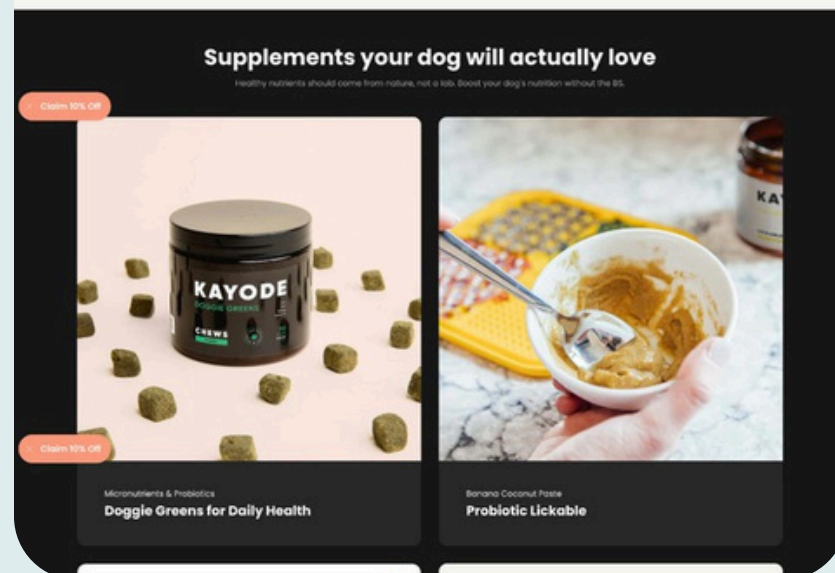 Supplements your dog will actually love
Healthy nutrients should come from nature, not a lab. Boost your dog's nutrition without the BS.
Claim 10% Off
KAYODE
DOGGIE GREENS
CHEWS
KAY
Claim 10% Off
Micronutrients & Probiotics
Doggie Greens for Daily Health
Banana Coconut Paste
Probiotic Lickable